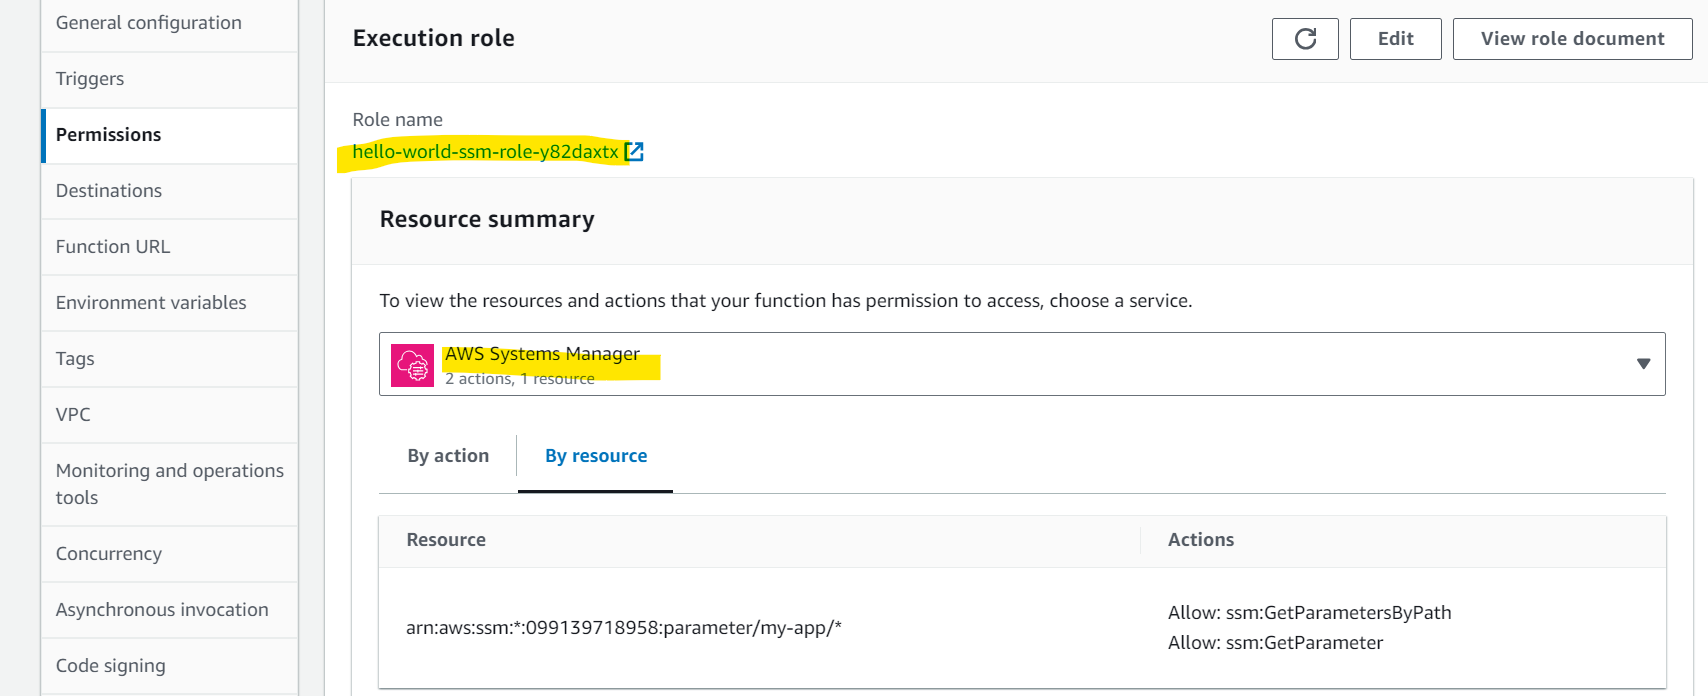 General configuration
Triggers
Permissions
Destinations
Function URL
Environment variables
Tags
VPC
Monitoring and operations
tools
Concurrency
Asynchronous invocation
Code signing
Execution role
Edit
View role document
Role name
hello-world-ssm-role-y82daxtx
Resource summary
To view the resources and actions that your function has permission to access, choose a service.
AWS Systems Manager
2 actions, 1 resource
By action
By resource
Resource
Actions
arn:aws:ssm:*:099139718958:parameter/my-app/*
Allow: ssm:GetParametersByPath
Allow: ssm:GetParameter